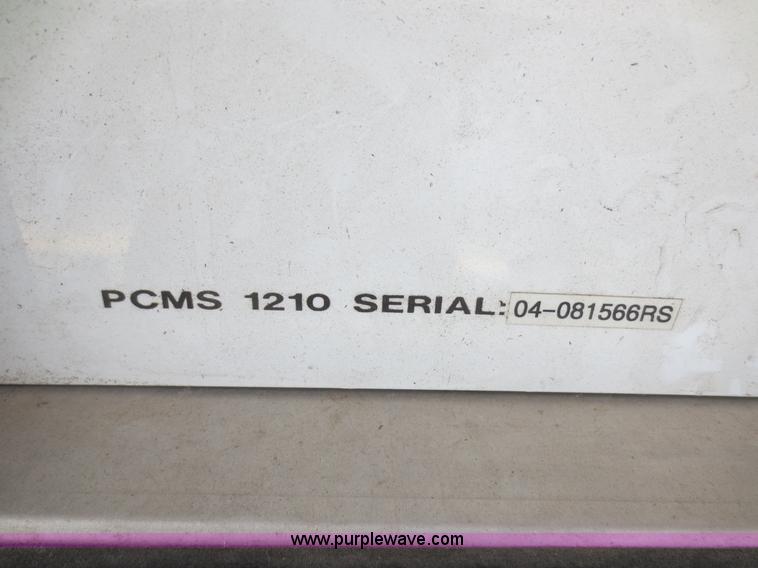 PCMS 1210 SERIAL: 04-081566RS
www.purplewave.com